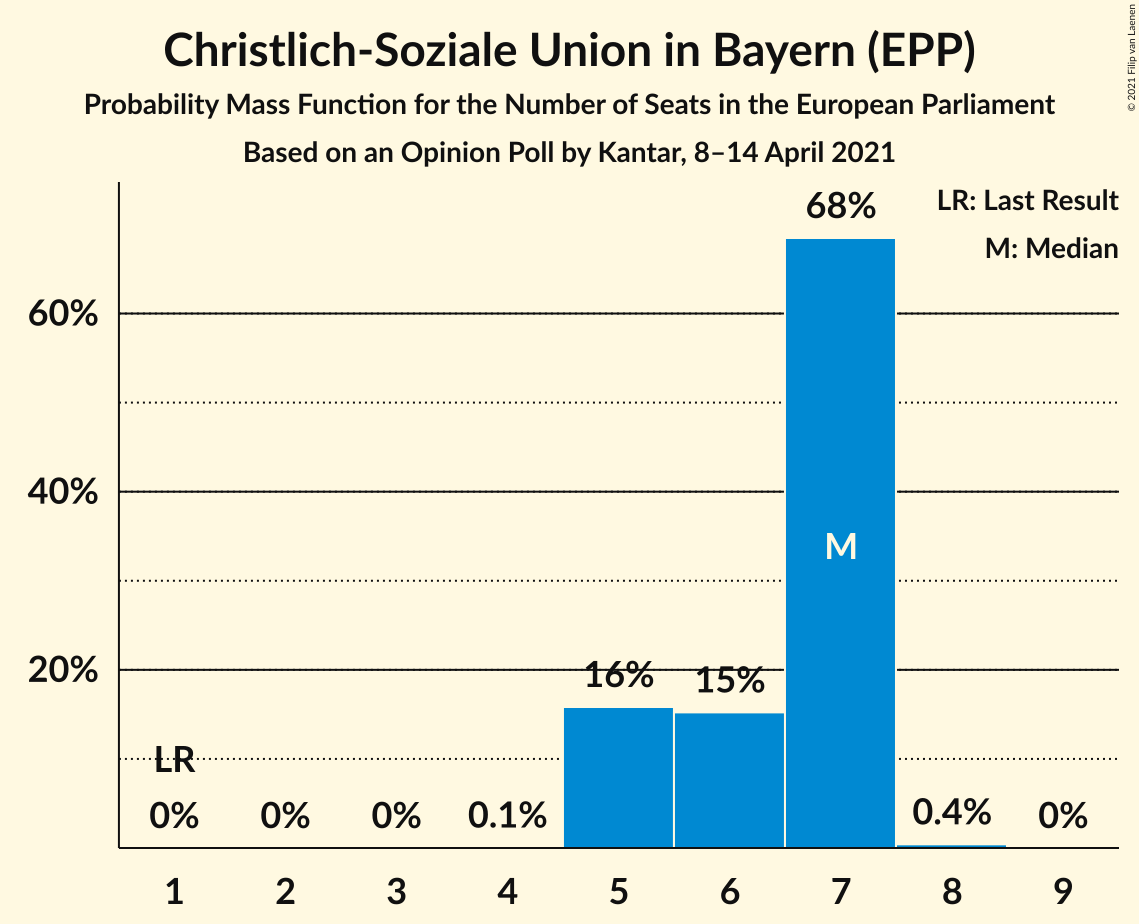 Christlich-Soziale Union in Bayern (EPP)
Probability Mass Function for the Number of Seats in the European Parliament
Based on an Opinion Poll by Kantar, 8–14 April 2021
© 2021 Filip van Laenen
LR: Last Result
M: Median
68%
60%
40%
M
20%
16%
15%
LR
0%
0%
0%
0.1%
0.4%
0%
1
2
3
4
5
6
7
8
9